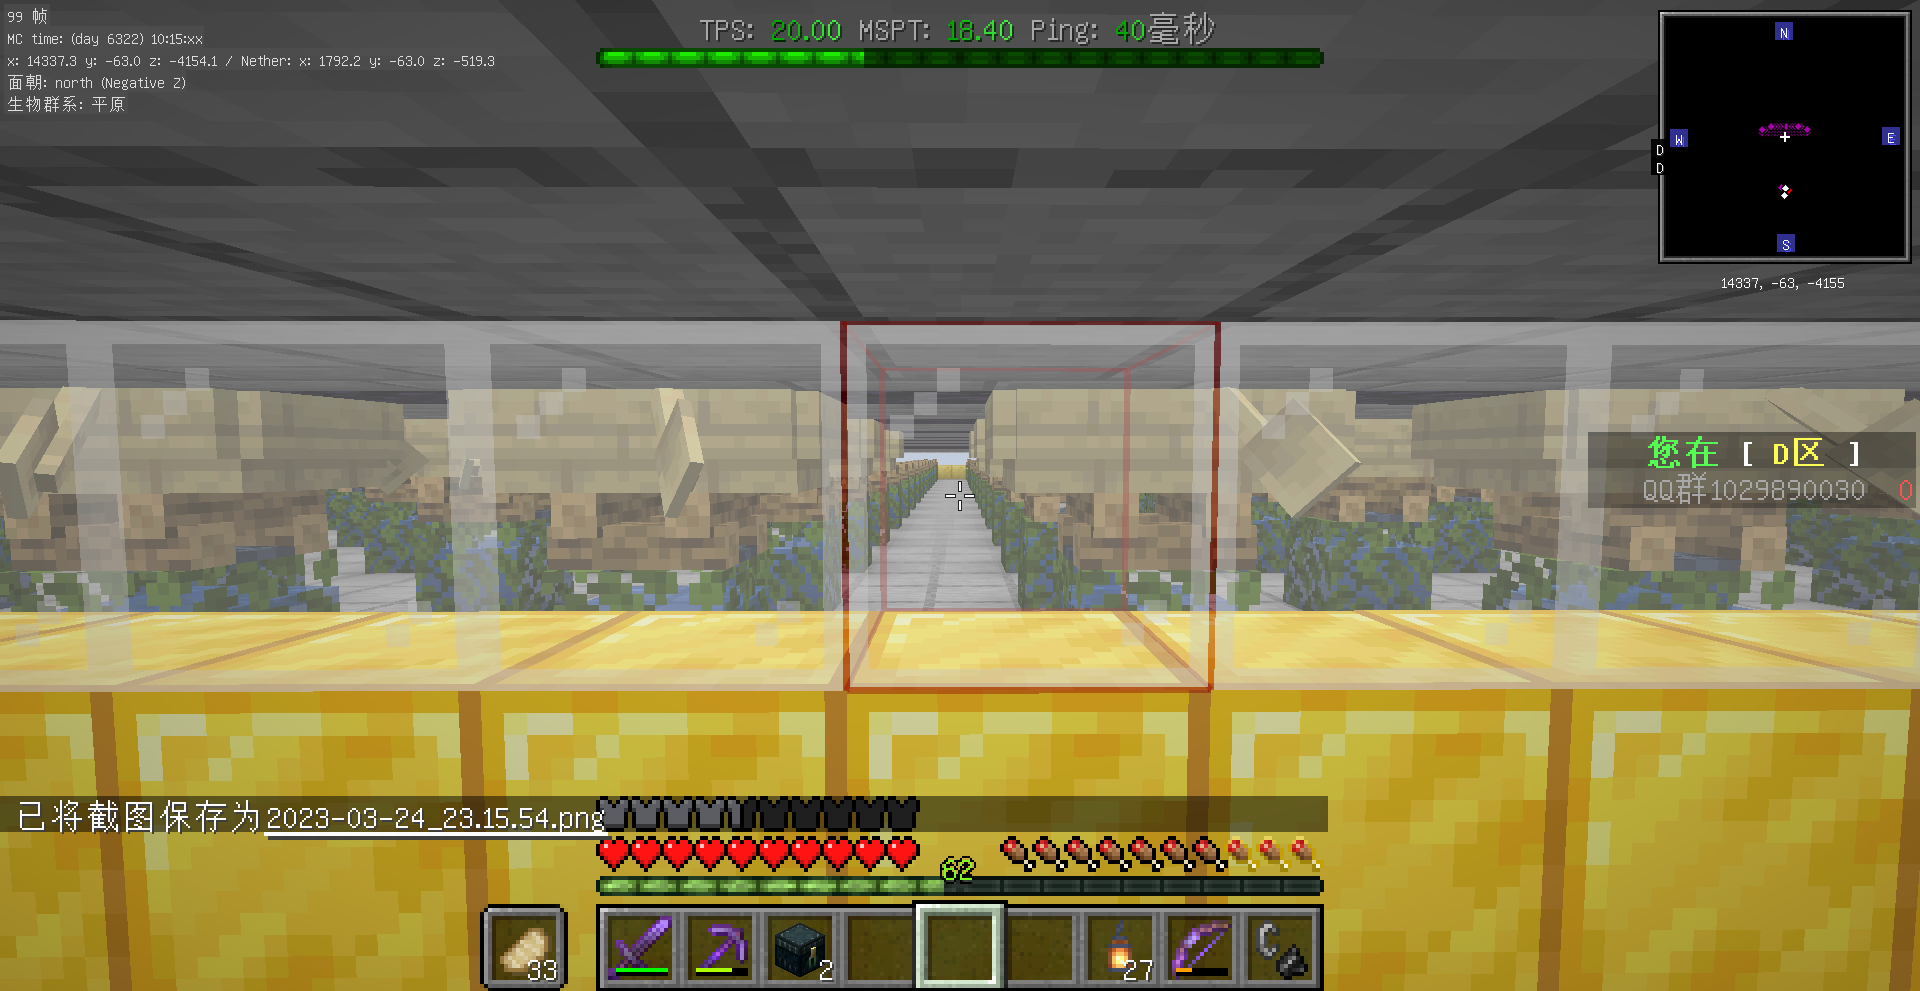 99 帧
MC time: (day 6322) 10:15:xx
x: 14337.3 y: -63.0 z: -4154.1 / Nether: x: 1792.2 y: -63.0 z: -519.3
面朝: north (Negative Z)
生物群系: 平原
TPS: 20.00 MSPT: 18.40 Ping: 40毫秒
N
W
E
D
D
S
14337, -63, -4155
您在 [ D区 ]
QQ群1029890030 0
已将截图保存为2023-03-24_23.15.54.png
62
33
2
27